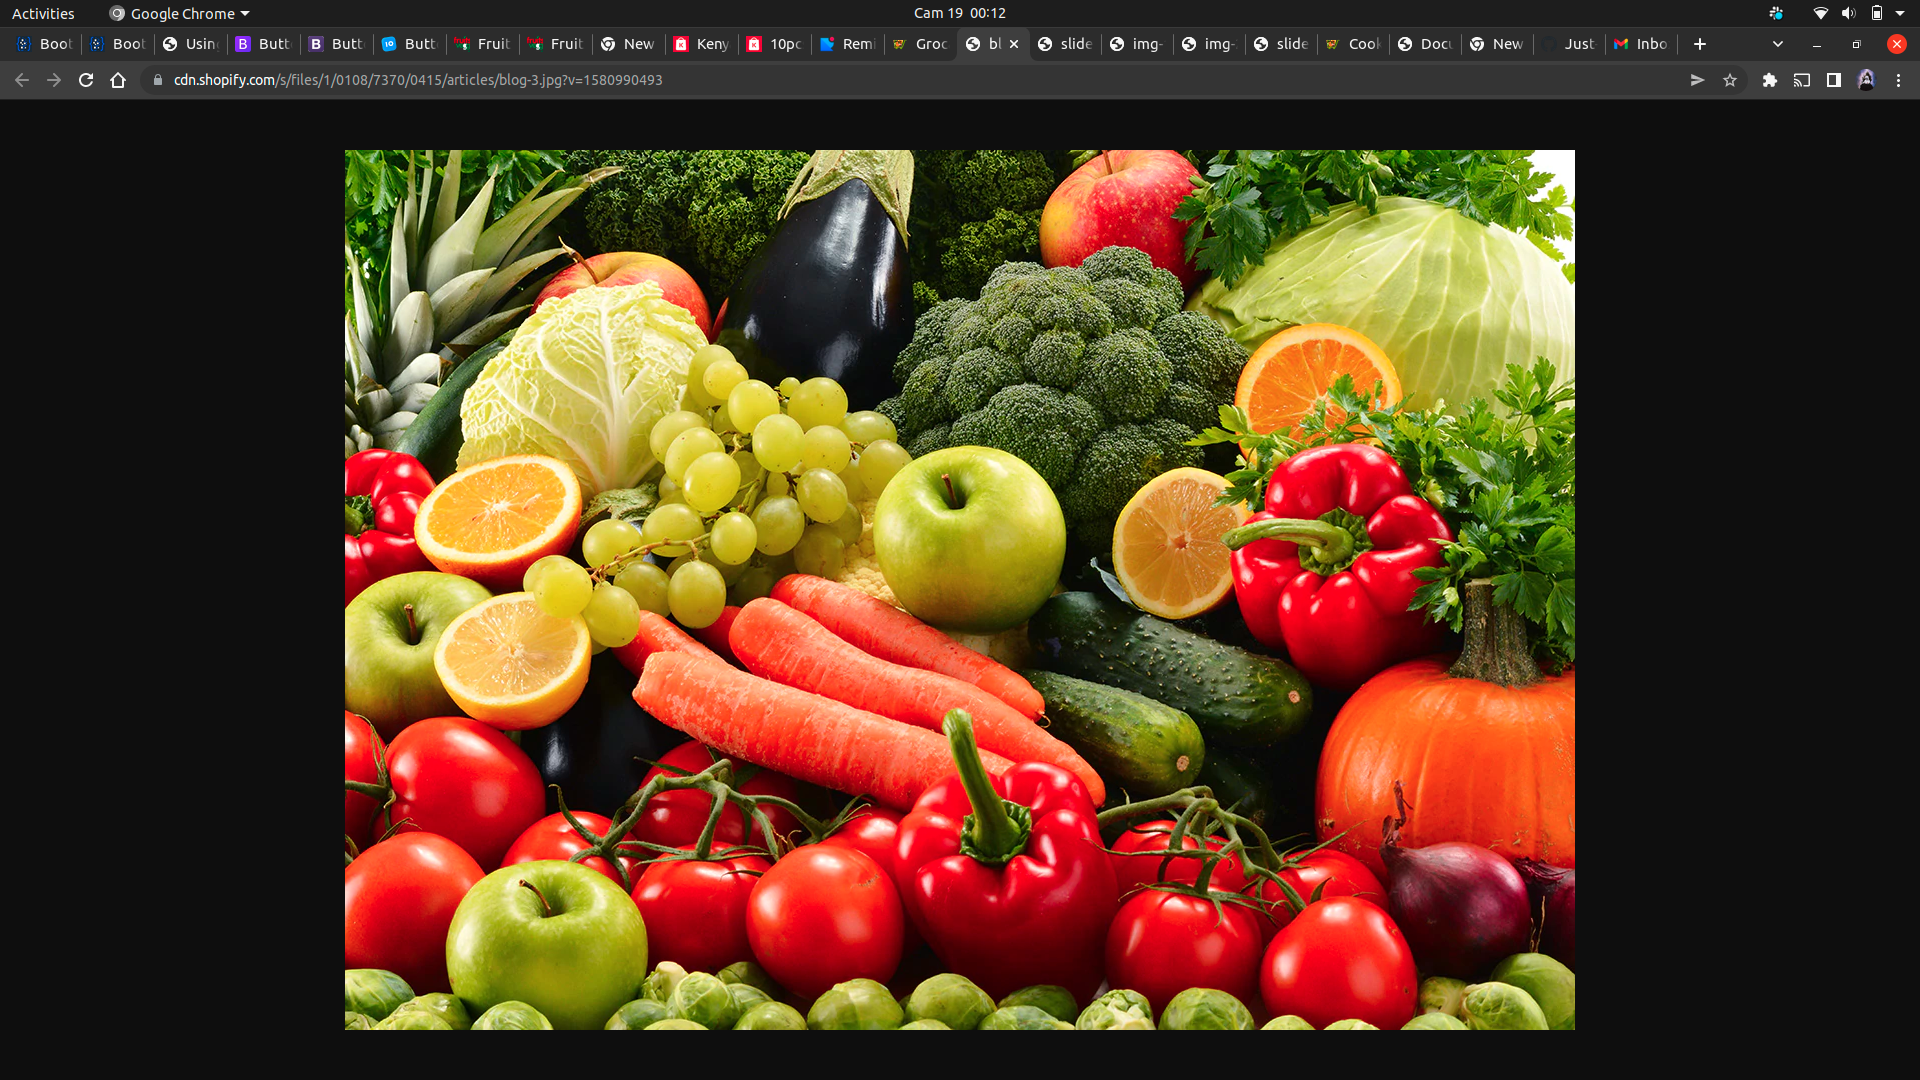 Activities Google Chrome Cam 19 00:12
Boot Boot Using Butt Butt Butt Fruit Fruit New Keny 10pc Remi Groc bl slide img- img- slide Cook Docu New Just Inbo
cdn.shopify.com/s/files/1/0108/7370/0415/articles/blog-3.jpg?v=1580990493